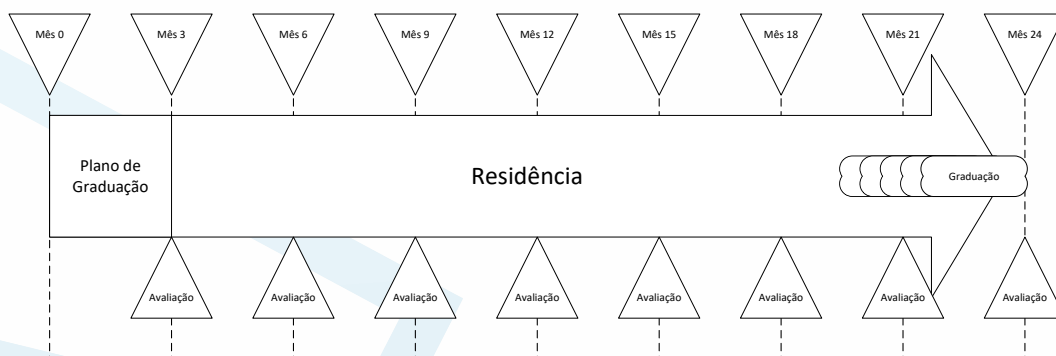 Mês 0
Mês 3
Mês 6
Mês 9
Mês 12
Mês 15
Mês 18
Mês 21
Mês 24
Plano de
Graduação
Residência
Graduação
Avaliação
Avaliação
Avaliação
Avaliação
Avaliação
Avaliação
Avaliação
Avaliação